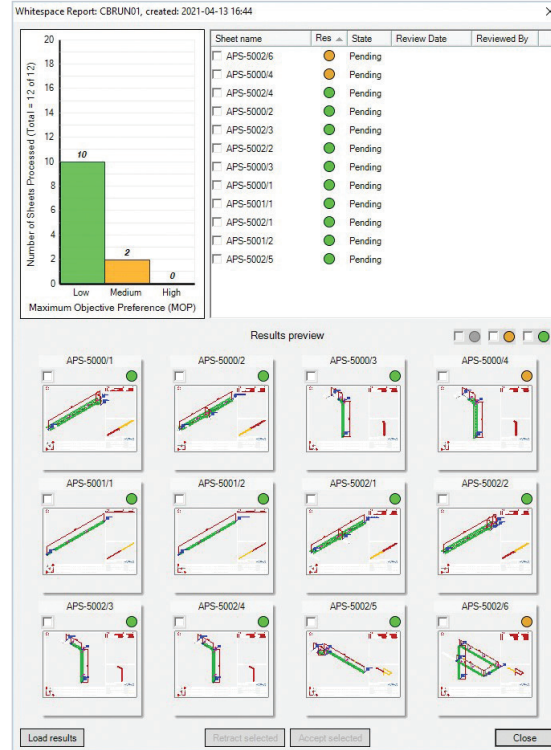 Whitespace Report: CBRUN01, created: 2021-04-13 16:44
Number of Sheets Processed (Total = 12 of 12)
20
18
16
14
12
10
8
6
4
2
0
10
2
0
Low Medium High
Maximum Objective Preference (MOP)
Sheet name Res State Review Date Reviewed By
APS-5002/6 Pending
APS-5000/4 Pending
APS-5002/4 Pending
APS-5000/2 Pending
APS-5002/3 Pending
APS-5002/2 Pending
APS-5000/3 Pending
APS-5000/1 Pending
APS-5001/1 Pending
APS-5002/1 Pending
APS-5001/2 Pending
APS-5002/5 Pending
Results preview
APS-5000/1 APS-5000/2 APS-5000/3 APS-5000/4
APS-5001/1 APS-5001/2 APS-5002/1 APS-5002/2
APS-5002/3 APS-5002/4 APS-5002/5 APS-5002/6
Load results Retract selected Accept selected Close